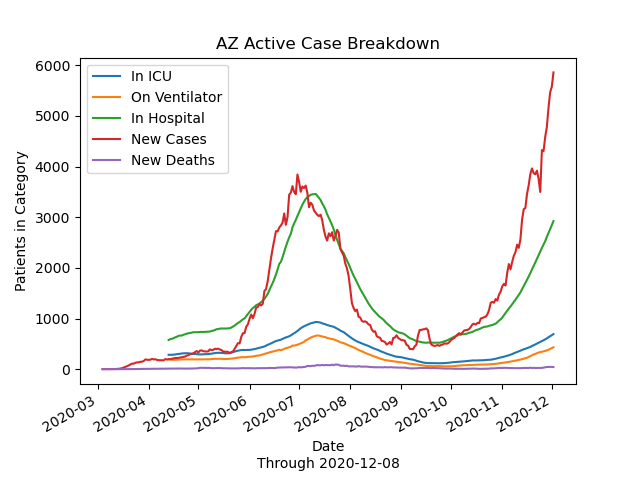 AZ Active Case Breakdown
6000
5000
4000
3000
2000
1000
0
Patients in Category
In ICU
On Ventilator
In Hospital
New Cases
New Deaths
2020-03
2020-04
2020-05
2020-06
2020-07
2020-08
2020-09
2020-10
2020-11
2020-12
Date
Through 2020-12-08